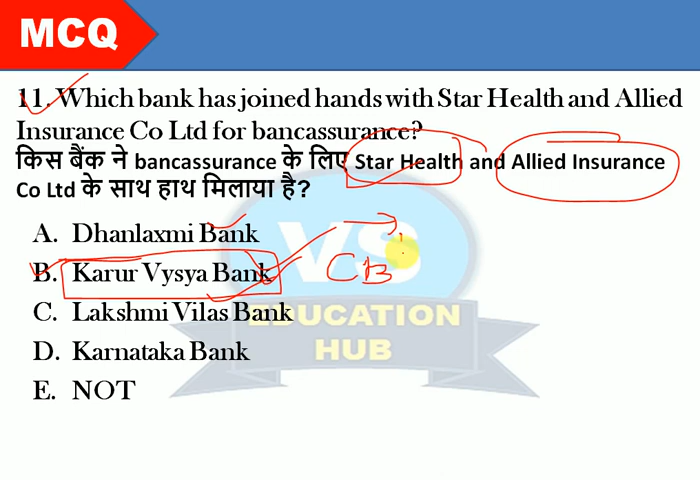 MCQ
11. Which bank has joined hands with Star Health and Allied
Insurance Co Ltd for bancassurance?
किस बैंक ने bancassurance के लिए Star Health and Allied Insurance
Co Ltd के साथ हाथ मिलाया है?
A. Dhanlaxmi Bank
B. Karur Vysya Bank
CB
C. Lakshmi Vilas Bank
D. Karnataka Bank
E. NOT
VS
EDUCATION
HUB